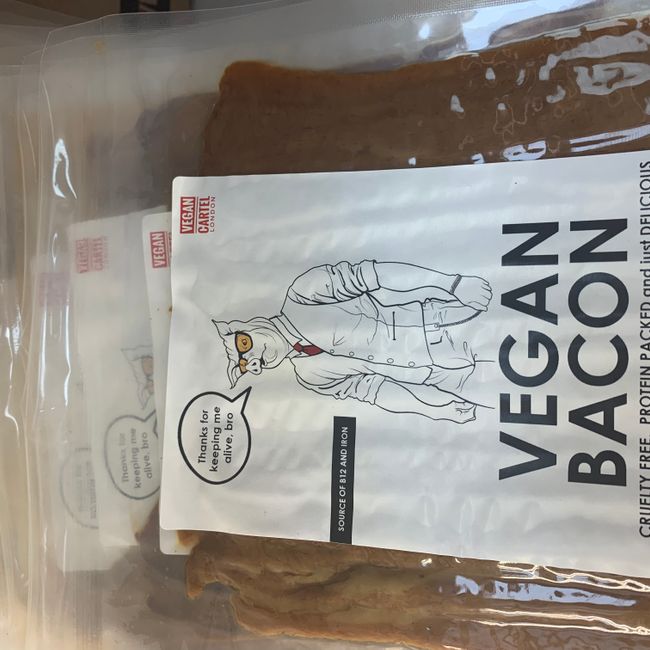 VEGAN
CARTEL
LONDON
Thanks for
keeping me
alive, bro
SOURCE OF B12 AND IRON
VEGAN
BACON
CRUELTY FREE, PROTEIN PACKED and just DELICIOUS
VEGAN
Thanks for
keeping me
alive, bro
VEGAN
CARTEL